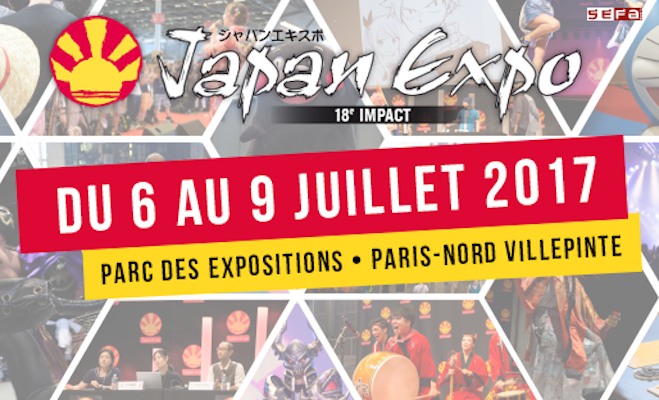 SEFA
ジャパンエキスポ
Japan Expo
18e IMPACT
DU 6 AU 9 JUILLET 2017
PARC DES EXPOSITIONS • PARIS-NORD VILLEPINTE